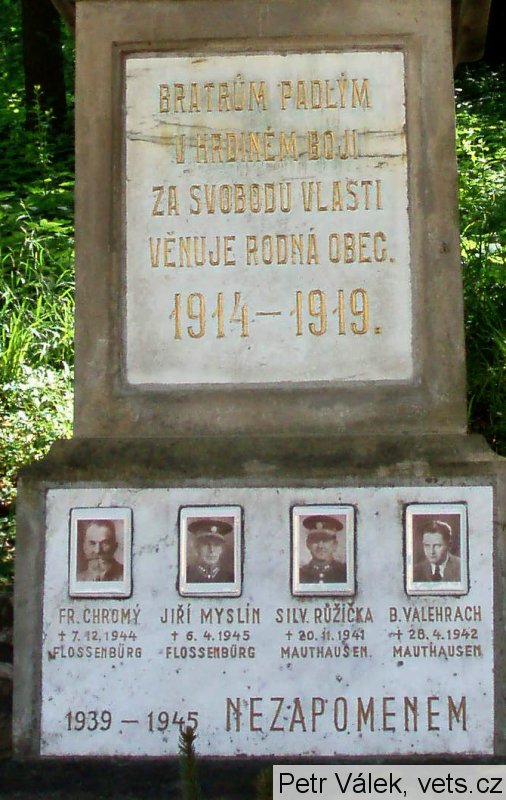 BRATRŮM PADLÝM
V HRDINÉM BOJI
ZA SVOBODU VLASTI
VĚNUJE RODNÁ OBEC.
1914 – 1919.
FR. CHROMÝ
✝ 7. 12. 1944
FLOSSENBÜRG
JIŘÍ MYSLÍN
✝ 6. 4. 1945
FLOSSENBÜRG
SILV. RŮŽIČKA
✝ 20. 11. 1941
MAUTHAUSEN.
B. VALEHRACH
✝ 28. 4. 1942
MAUTHAUSEN
1939 – 1945 NEZAPOMENEM
Petr Válek, vets.cz